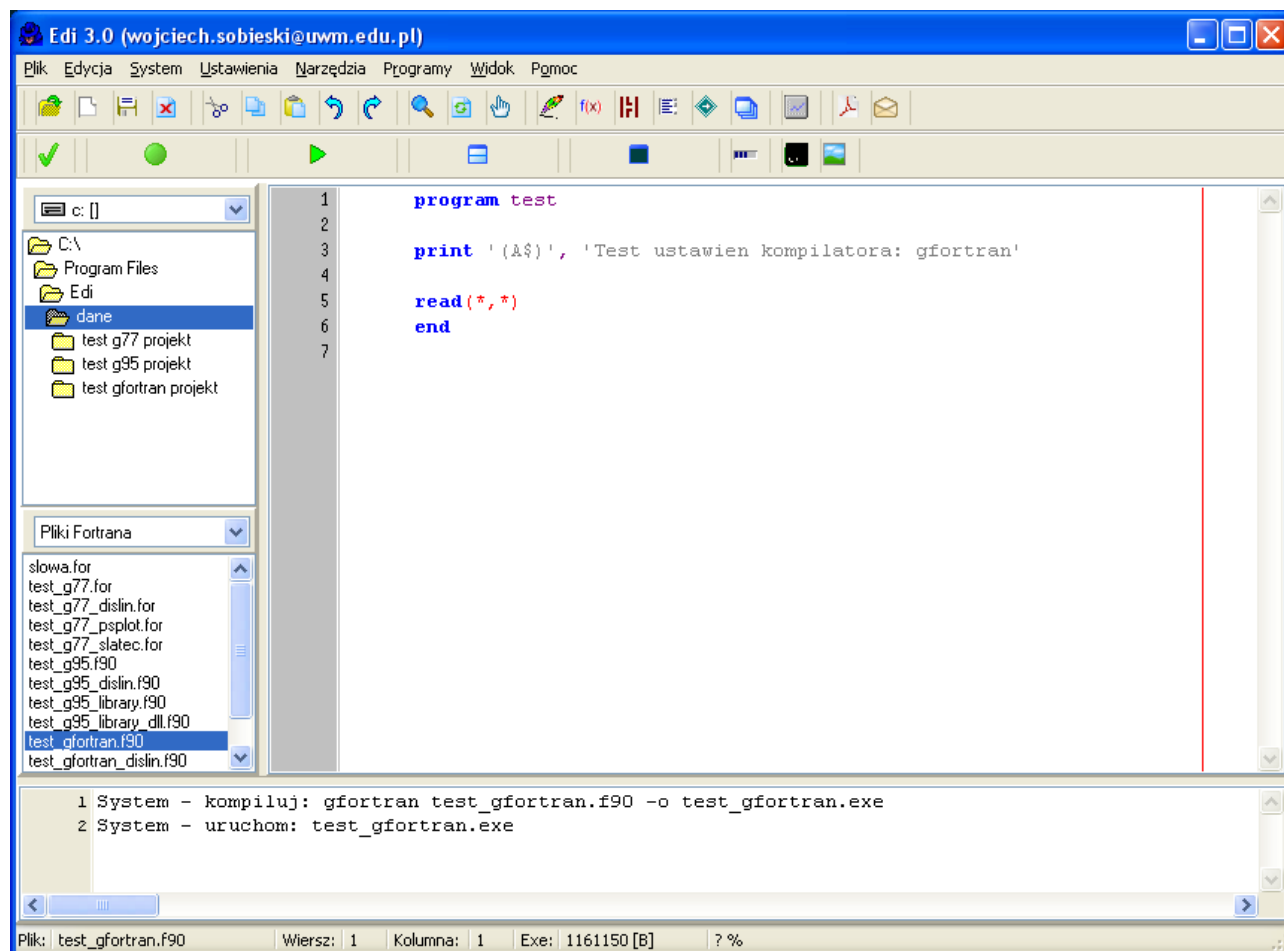 Edi 3.0 (wojciech.sobieski@uwm.edu.pl)
Plik Edycja System Ustawienia Narzędzia Programy Widok Pomoc
f(x)
c: []
C:\
Program Files
Edi
dane
test g77 projekt
test g95 projekt
test gfortran projekt
Pliki Fortrana
slowa.for
test_g77.for
test_g77_dislin.for
test_g77_psplot.for
test_g77_slatec.for
test_g95.f90
test_g95_dislin.f90
test_g95_library.f90
test_g95_library_dll.f90
test_gfortran.f90
test_gfortran_dislin.f90
1 program test
2
3 print '(A$)', 'Test ustawien kompilatora: gfortran'
4
5 read(*,*)
6 end
7
1 System - kompiluj: gfortran test_gfortran.f90 -o test_gfortran.exe
2 System - uruchom: test_gfortran.exe
Plik: test_gfortran.f90 Wiersz: 1 Kolumna: 1 Exe: 1161150 [B] ? %